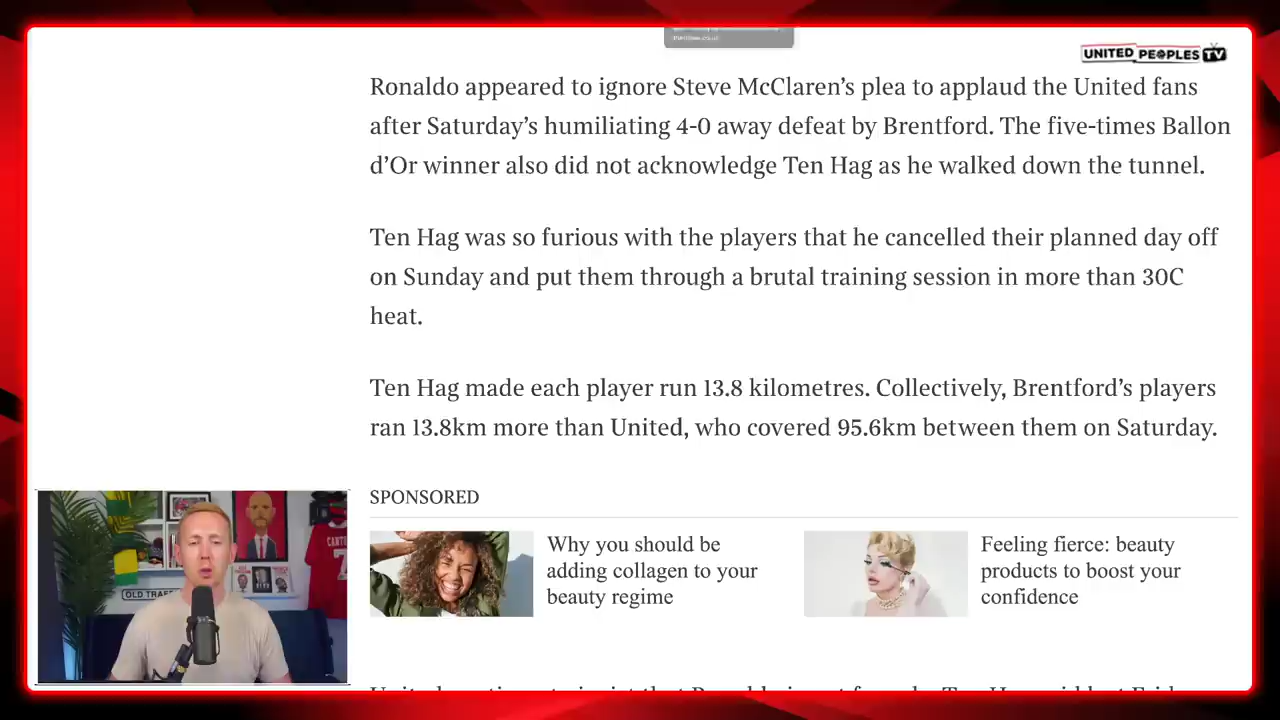 UNITED PEOPLES TV
Ronaldo appeared to ignore Steve McClaren’s plea to applaud the United fans
after Saturday’s humiliating 4-0 away defeat by Brentford. The five-times Ballon
d’Or winner also did not acknowledge Ten Hag as he walked down the tunnel.
Ten Hag was so furious with the players that he cancelled their planned day off
on Sunday and put them through a brutal training session in more than 30C
heat.
Ten Hag made each player run 13.8 kilometres. Collectively, Brentford’s players
ran 13.8km more than United, who covered 95.6km between them on Saturday.
SPONSORED
Why you should be
adding collagen to your
beauty regime
Feeling fierce: beauty
products to boost your
confidence
OLD